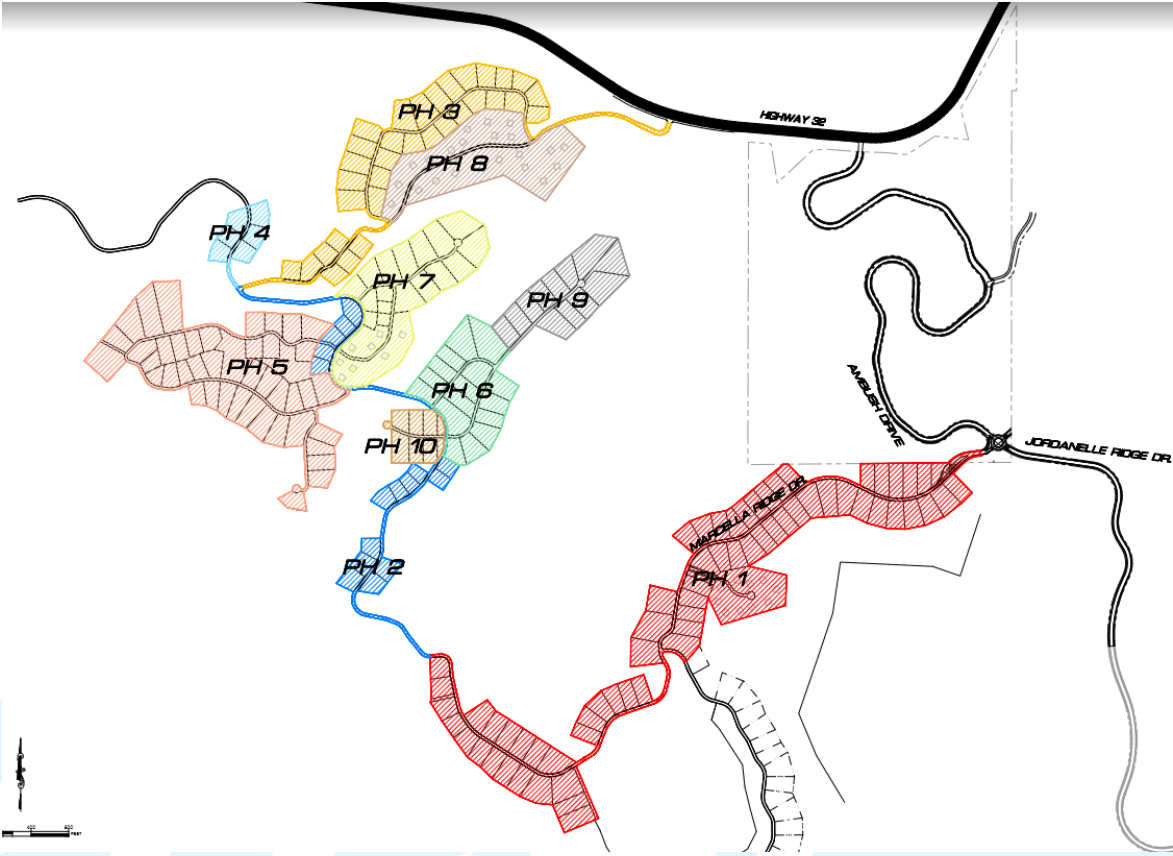 HIGHWAY 32
PH 3
PH 8
PH 4
PH 7
PH 9
PH 5
PH 6
PH 10
AMBUSH DRIVE
JORDANELLE RIDGE DR.
MARCELLA RIDGE DR.
PH 2
PH 1
FEET